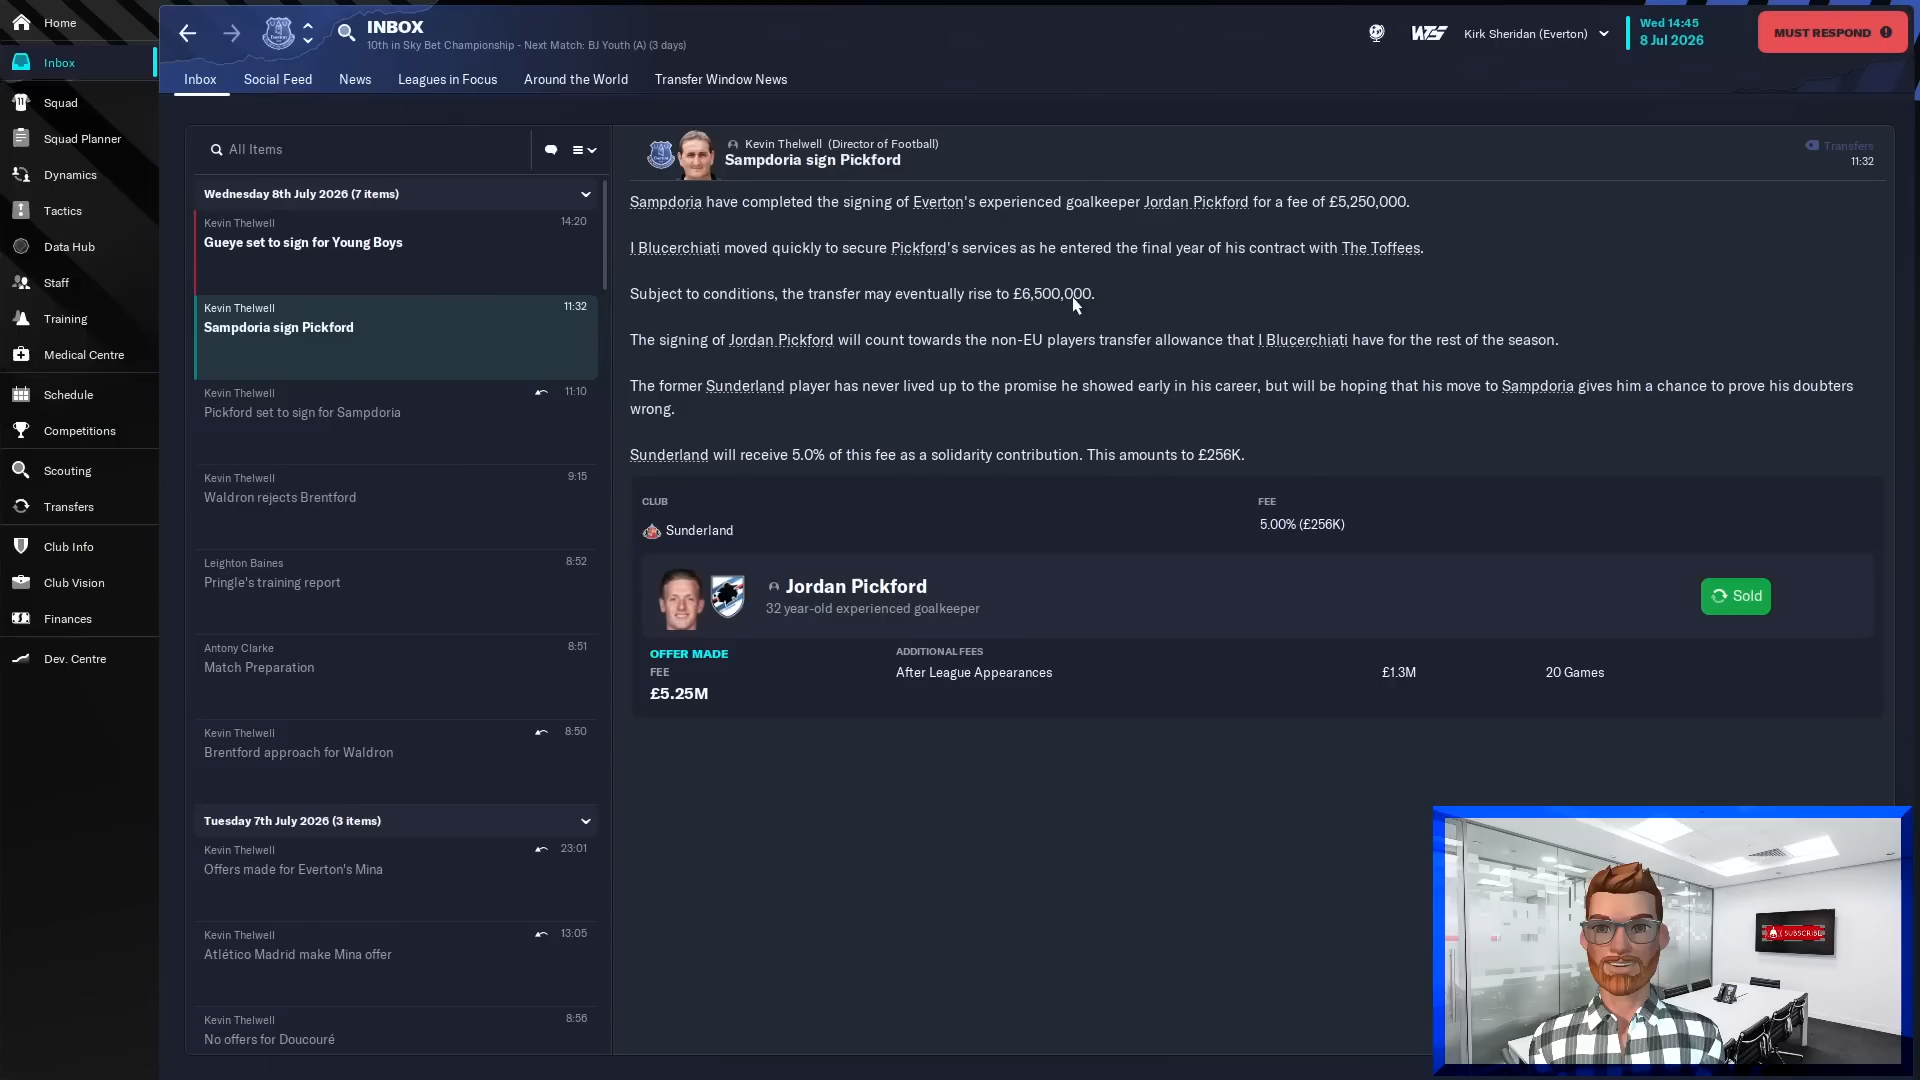 Home
Inbox
Squad
Squad Planner
Dynamics
Tactics
Data Hub
Staff
Training
Medical Centre
Schedule
Competitions
Scouting
Transfers
Club Info
Club Vision
Finances
Dev. Centre
INBOX
10th in Sky Bet Championship - Next Match: BJ Youth (A) (3 days)
Kirk Sheridan (Everton)
Wed 14:45
8 Jul 2026
MUST RESPOND
Inbox Social Feed News Leagues in Focus Around the World Transfer Window News
All Items
Wednesday 8th July 2026 (7 items)
Kevin Thelwell 14:20
Gueye set to sign for Young Boys
Kevin Thelwell 11:32
Sampdoria sign Pickford
Kevin Thelwell 11:10
Pickford set to sign for Sampdoria
Kevin Thelwell 9:15
Waldron rejects Brentford
Leighton Baines 8:52
Pringle's training report
Antony Clarke 8:51
Match Preparation
Kevin Thelwell 8:50
Brentford approach for Waldron
Tuesday 7th July 2026 (3 items)
Kevin Thelwell 23:01
Offers made for Everton's Mina
Kevin Thelwell 13:05
Atlético Madrid make Mina offer
Kevin Thelwell 8:56
No offers for Doucouré
Kevin Thelwell (Director of Football)
Sampdoria sign Pickford
Transfers
11:32
Sampdoria have completed the signing of Everton's experienced goalkeeper Jordan Pickford for a fee of £5,250,000.
I Blucerchiati moved quickly to secure Pickford's services as he entered the final year of his contract with The Toffees.
Subject to conditions, the transfer may eventually rise to £6,500,000.
The signing of Jordan Pickford will count towards the non-EU players transfer allowance that I Blucerchiati have for the rest of the season.
The former Sunderland player has never lived up to the promise he showed early in his career, but will be hoping that his move to Sampdoria gives him a chance to prove his doubters
wrong.
Sunderland will receive 5.0% of this fee as a solidarity contribution. This amounts to £256K.
CLUB FEE
Sunderland 5.00% (£256K)
Jordan Pickford
32 year-old experienced goalkeeper
Sold
OFFER MADE ADDITIONAL FEES
FEE After League Appearances £1.3M 20 Games
£5.25M
SUBSCRIBE